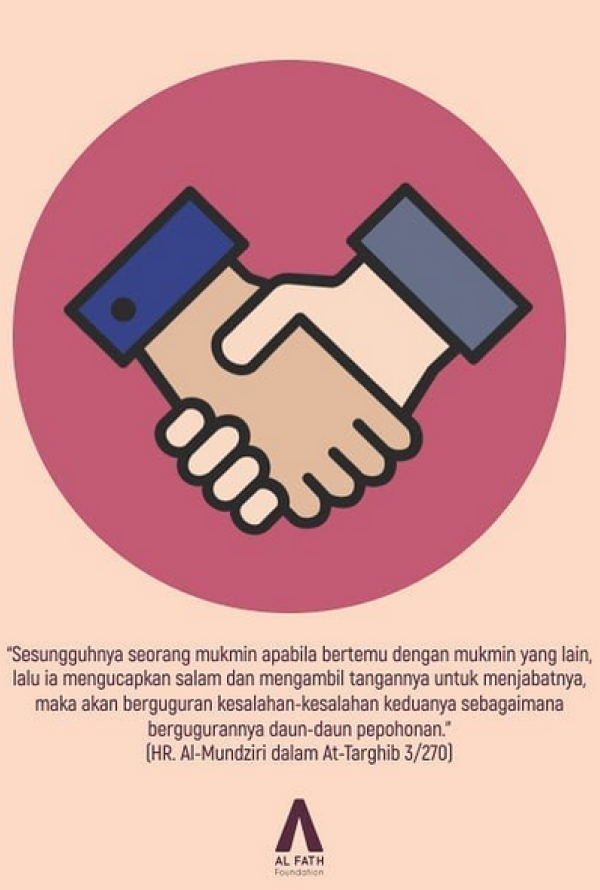 “Sesungguhnya seorang mukmin apabila bertemu dengan mukmin yang lain,
lalu ia mengucapkan salam dan mengambil tangannya untuk menjabatnya,
maka akan berguguran kesalahan-kesalahan keduanya sebagaimana
bergugurannya daun-daun pepohonan.”
(HR. Al-Mundziri dalam At-Targhib 3/270)
AL FATH
Foundation